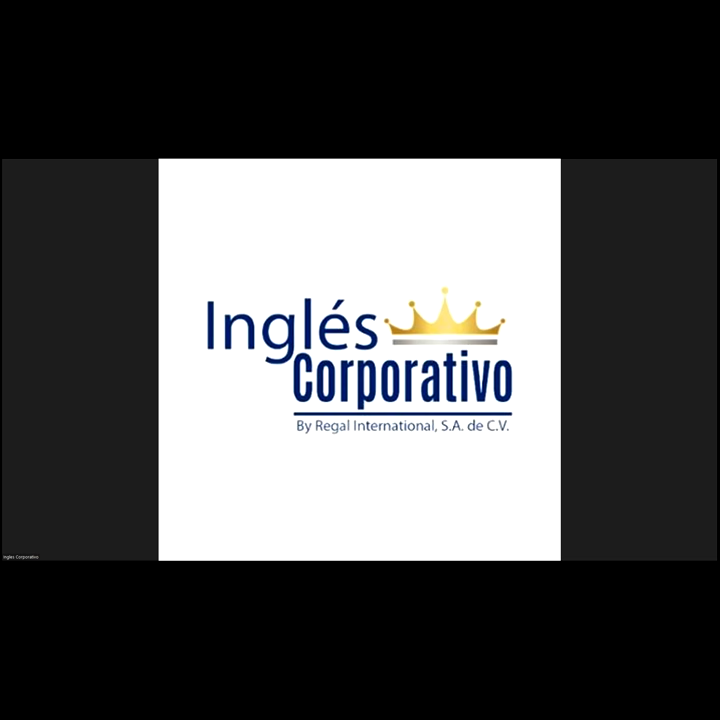 Inglés
Corporativo
By Regal International, S.A. de C.V.
Inglés Corporativo